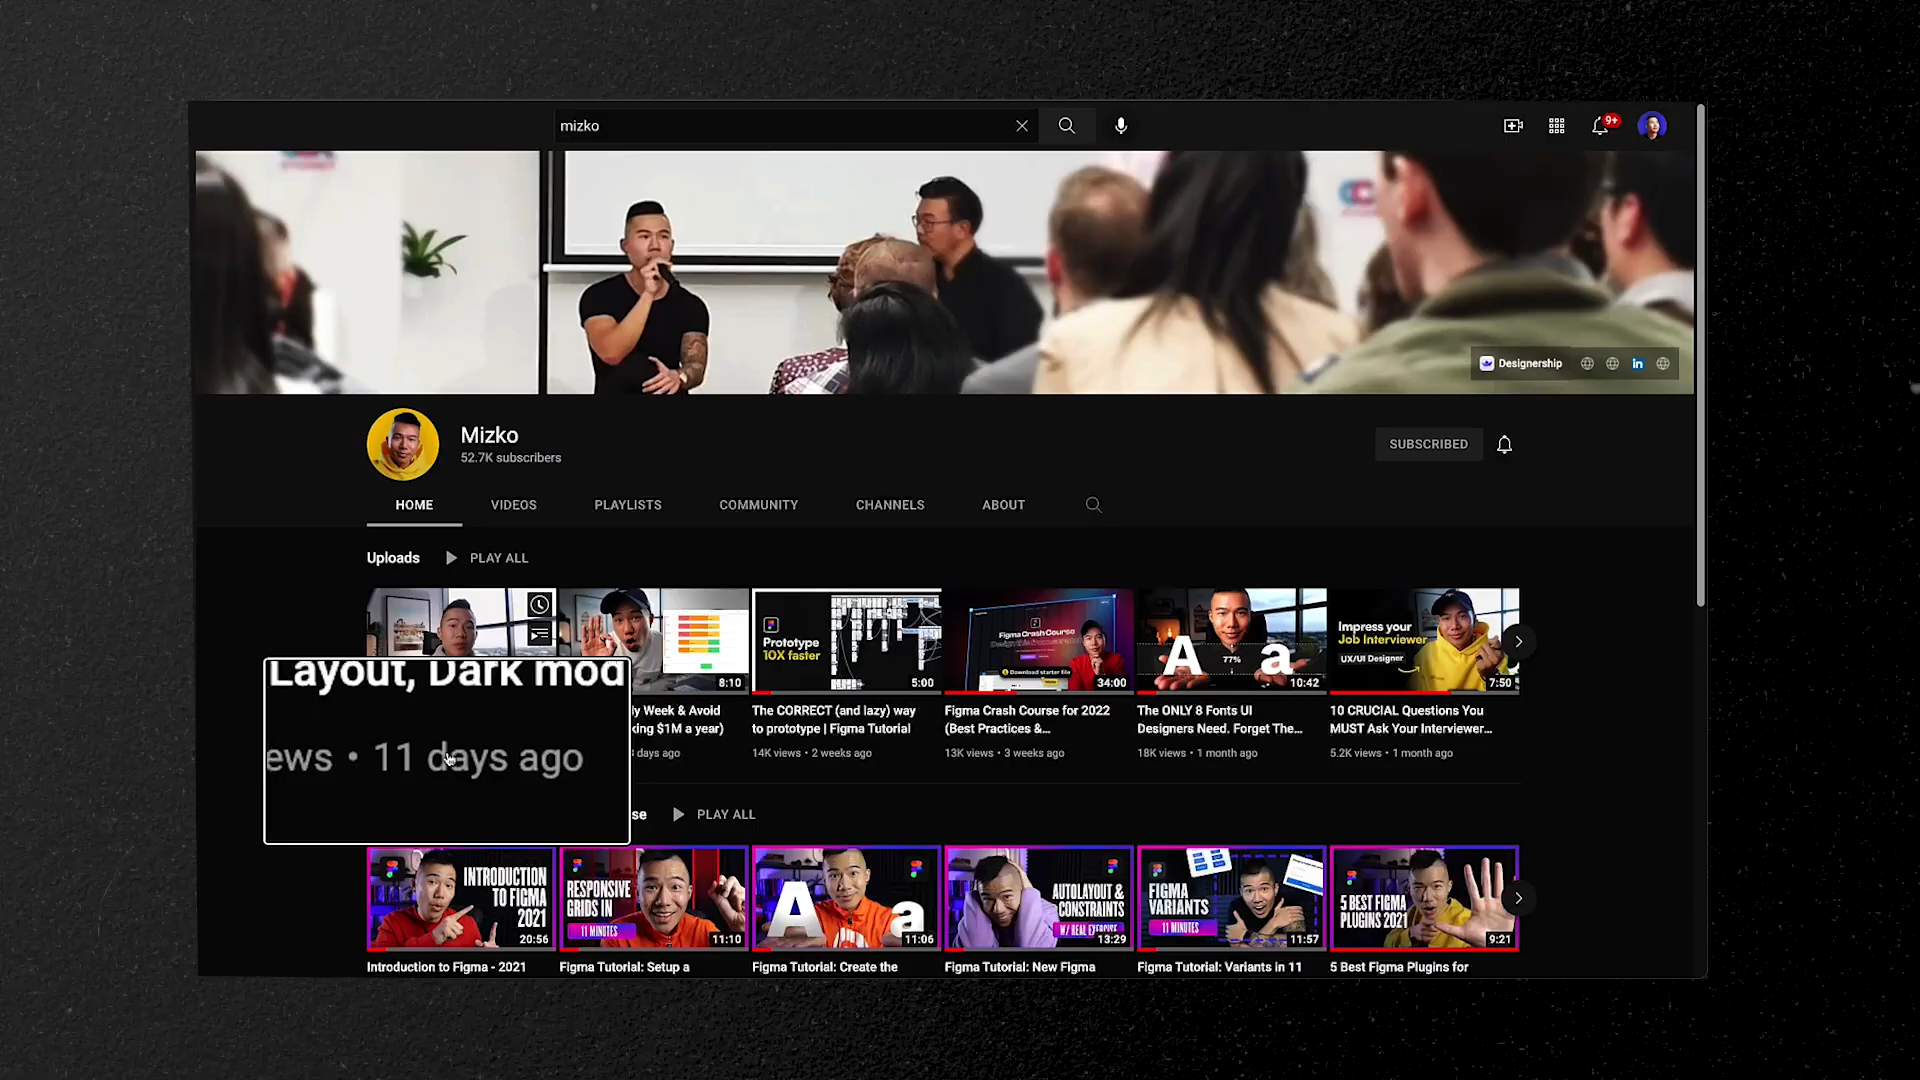 mizko
9+
Designership
in
Mizko
52.7K subscribers
SUBSCRIBED
HOME
VIDEOS
PLAYLISTS
COMMUNITY
CHANNELS
ABOUT
Uploads
PLAY ALL
8:10
Prototype
10X faster
5:00
Figma Crash Course
Download starter file
34:00
A a
77%
10:42
Impress your
Job Interviewer
UX/UI Designer
7:50
Layout, Dark mod
ews • 11 days ago
ly Week & Avoid
king $1M a year)
days ago
The CORRECT (and lazy) way
to prototype | Figma Tutorial
14K views • 2 weeks ago
Figma Crash Course for 2022
(Best Practices &...
13K views • 3 weeks ago
The ONLY 8 Fonts UI
Designers Need. Forget The...
18K views • 1 month ago
10 CRUCIAL Questions You
MUST Ask Your Interviewer...
5.2K views • 1 month ago
se
PLAY ALL
INTRODUCTION
TO FIGMA
2021
20:56
RESPONSIVE
GRIDS IN
11 MINUTES
11:10
A a
11:06
AUTOLAYOUT &
CONSTRAINTS
W/ REAL EXERCISE
13:29
FIGMA
VARIANTS
11 MINUTES
11:57
5 BEST FIGMA
PLUGINS 2021
9:21
Introduction to Figma - 2021
Figma Tutorial: Setup a
Figma Tutorial: Create the
Figma Tutorial: New Figma
Figma Tutorial: Variants in 11
5 Best Figma Plugins for